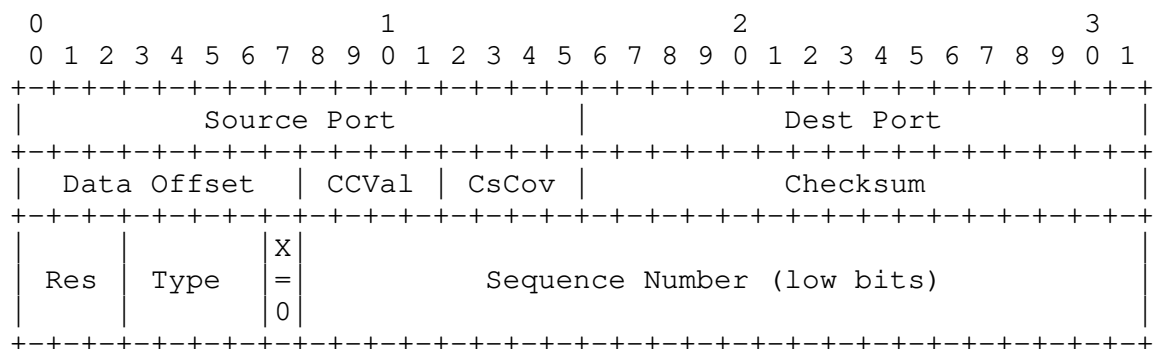 0 1 2 3
0 1 2 3 4 5 6 7 8 9 0 1 2 3 4 5 6 7 8 9 0 1 2 3 4 5 6 7 8 9 0 1
+-+-+-+-+-+-+-+-+-+-+-+-+-+-+-+-+-+-+-+-+-+-+-+-+-+-+-+-+-+-+-+-+
| Source Port | Dest Port |
+-+-+-+-+-+-+-+-+-+-+-+-+-+-+-+-+-+-+-+-+-+-+-+-+-+-+-+-+-+-+-+-+
| Data Offset | CCVal | CsCov | Checksum |
+-+-+-+-+-+-+-+-+-+-+-+-+-+-+-+-+-+-+-+-+-+-+-+-+-+-+-+-+-+-+-+-+
| | |X| |
| Res | Type |=| Sequence Number (low bits) |
| | |0| |
+-+-+-+-+-+-+-+-+-+-+-+-+-+-+-+-+-+-+-+-+-+-+-+-+-+-+-+-+-+-+-+-+